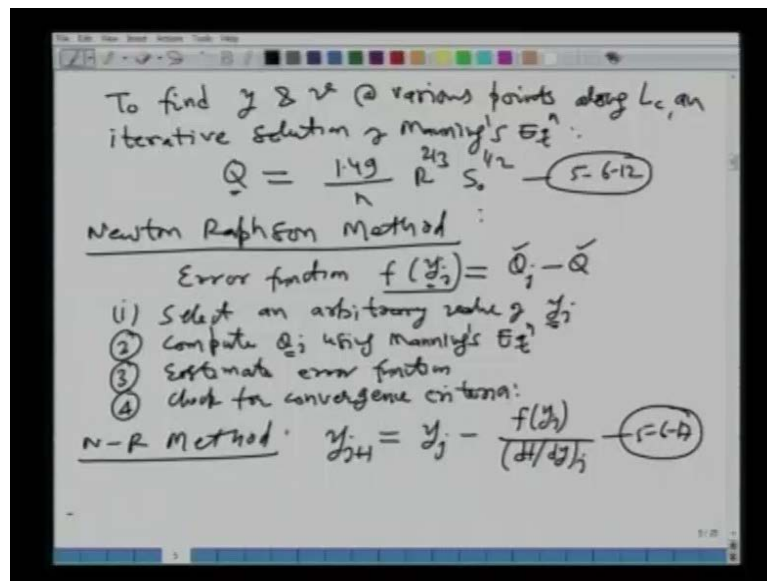 To find y & v @ various points along Lc, an
iterative solution of Manning's Eqn:
Q = 1.49/n R^2/3 S₀^1/2 — 5-6-12
Newton Raphson Method :
Error function f(yj) = Qj - Q
(i) Select an arbitrary value of yj
(2) Compute Qj using Manning's Eqn
(3) Estimate error function
(4) Check for convergence criteria:
N-R Method: yj+1 = yj - f(yj)/(df/dy)j — 5-6-17